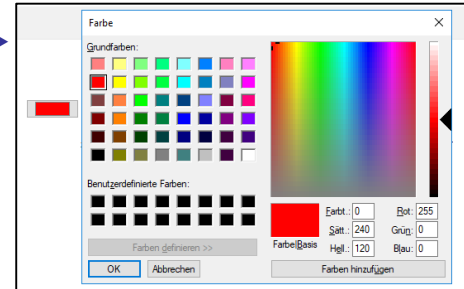 Farbe
Grundfarben:
Benutzerdefinierte Farben:
Farben definieren >>
OK Abbrechen
Farbe|Basis
Farbt.: 0 Rot: 255
Sätt.: 240 Grün: 0
Hell.: 120 Blau: 0
Farben hinzufügen